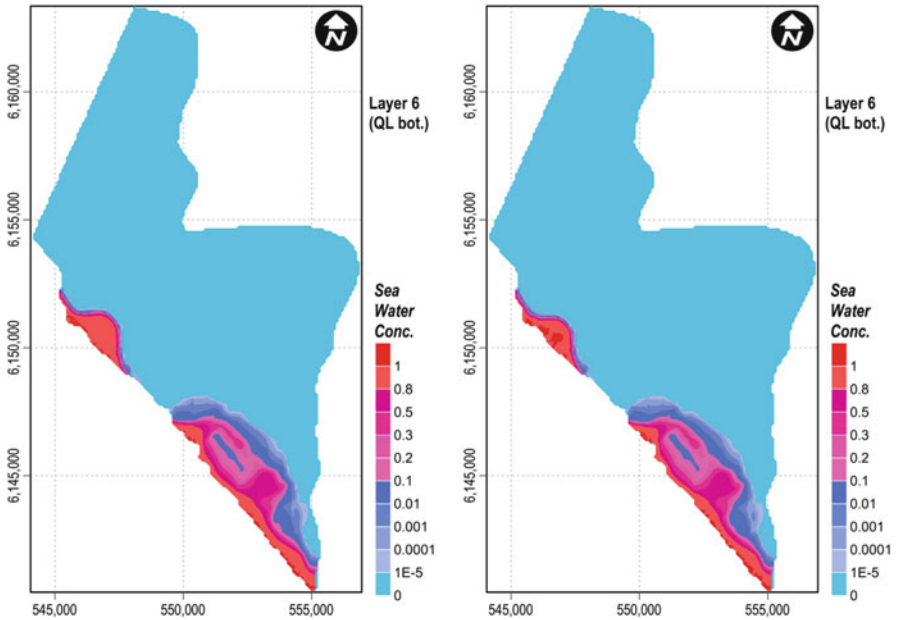 N
6,160,000
Layer 6
(QL bot.)
6,155,000
Sea
Water
Conc.
6,150,000
1
0.8
0.5
0.3
0.2
6,145,000
0.1
0.01
0.001
0.0001
1E-5
0
545,000
550,000
555,000
N
6,160,000
Layer 6
(QL bot.)
6,155,000
Sea
Water
Conc.
6,150,000
1
0.8
0.5
0.3
0.2
6,145,000
0.1
0.01
0.001
0.0001
1E-5
0
545,000
550,000
555,000